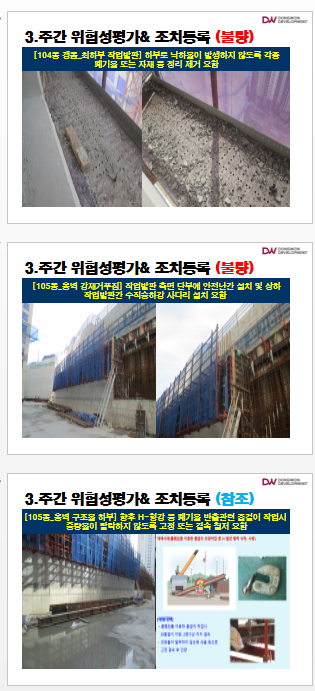 DW DONGWON DEVELOPMENT
3.주간 위험성평가& 조치등록 (불량)
[104동 갱폼_최하부 작업발판] 하부로 낙하물이 발생하지 않도록 각종
폐기물 또는 자재 등 정리 제거 요함
DW DONGWON DEVELOPMENT
3.주간 위험성평가& 조치등록 (불량)
[105동_옹벽 강재거푸집] 작업발판 측면 단부에 안전난간 설치 및 상하
작업발판간 수직승하강 사다리 설치 요함
DW DONGWON DEVELOPMENT
3.주간 위험성평가& 조치등록 (참조)
[105동_옹벽 구조물 하부] 향후 H-형강 등 폐기물 반출관련 줄걸이 작업시
중량물이 탈락하지 않도록 고정 또는 결속 철저 요함